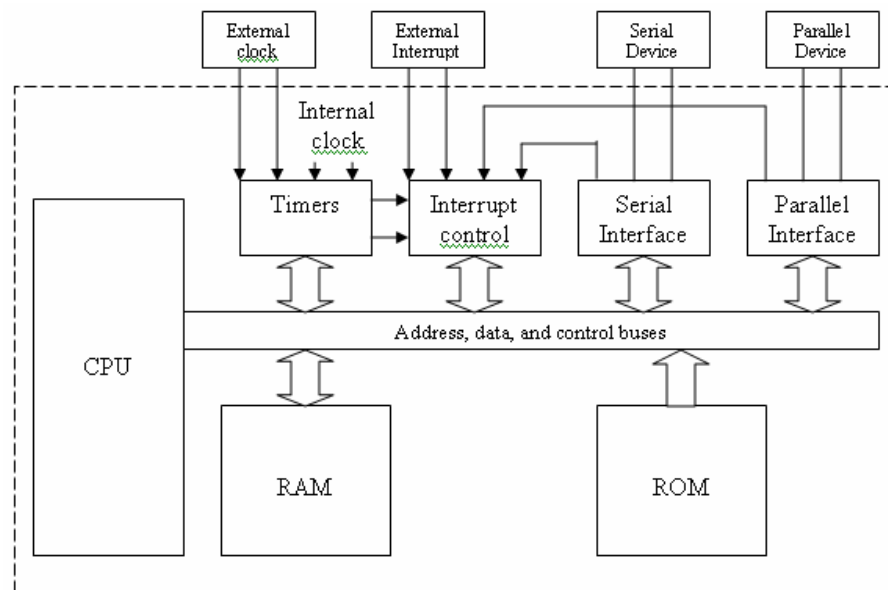 External
clock
External
Interrupt
Serial
Device
Parallel
Device
Internal
clock
Timers
Interrupt
control
Serial
Interface
Parallel
Interface
Address, data, and control buses
CPU
RAM
ROM